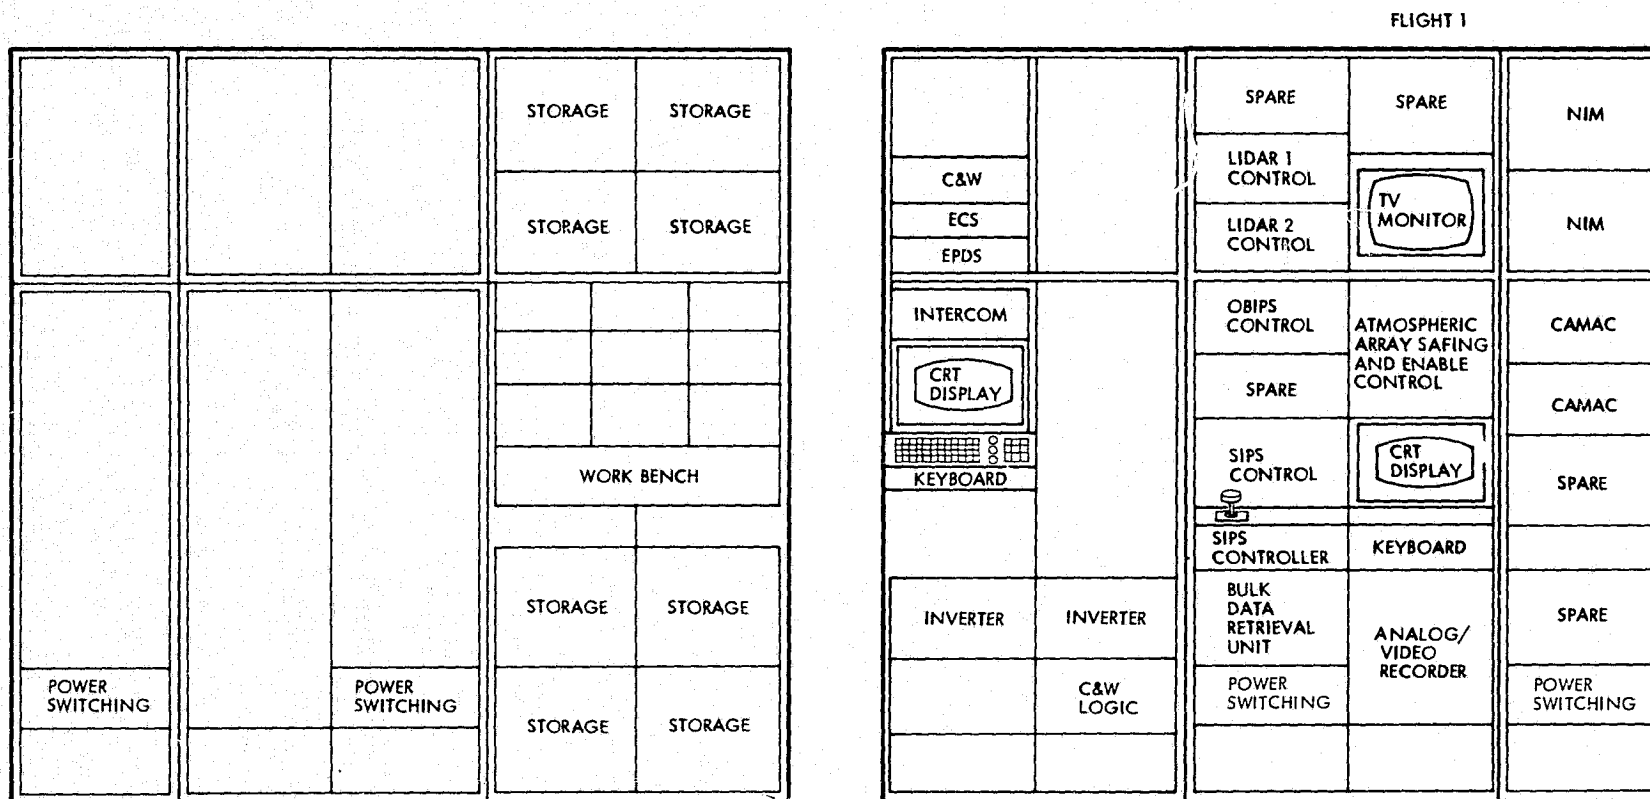 FLIGHT 1
STORAGE
STORAGE
STORAGE
STORAGE
WORK BENCH
STORAGE
STORAGE
POWER
SWITCHING
POWER
SWITCHING
STORAGE
STORAGE
C&W
ECS
EPDS
INTERCOM
CRT
DISPLAY
KEYBOARD
INVERTER
INVERTER
C&W
LOGIC
SPARE
SPARE
LIDAR 1
CONTROL
TV
MONITOR
LIDAR 2
CONTROL
OBIPS
CONTROL
ATMOSPHERIC
ARRAY SAFING
AND ENABLE
CONTROL
SPARE
SIPS
CONTROL
CRT
DISPLAY
SIPS
CONTROLLER
KEYBOARD
BULK
DATA
RETRIEVAL
UNIT
ANALOG/
VIDEO
RECORDER
POWER
SWITCHING
NIM
NIM
CAMAC
CAMAC
SPARE
SPARE
POWER
SWITCHING